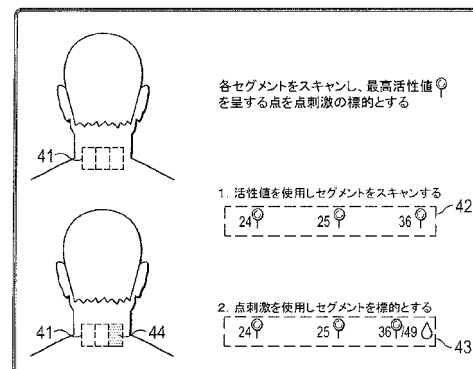 各セグメントをスキャンし、最高活性値
を呈する点を点刺激の標的とする
41
1. 活性値を使用しセグメントをスキャンする
24 25 36
42
2. 点刺激を使用しセグメントを標的とする
41 44
24 25 36/49
43